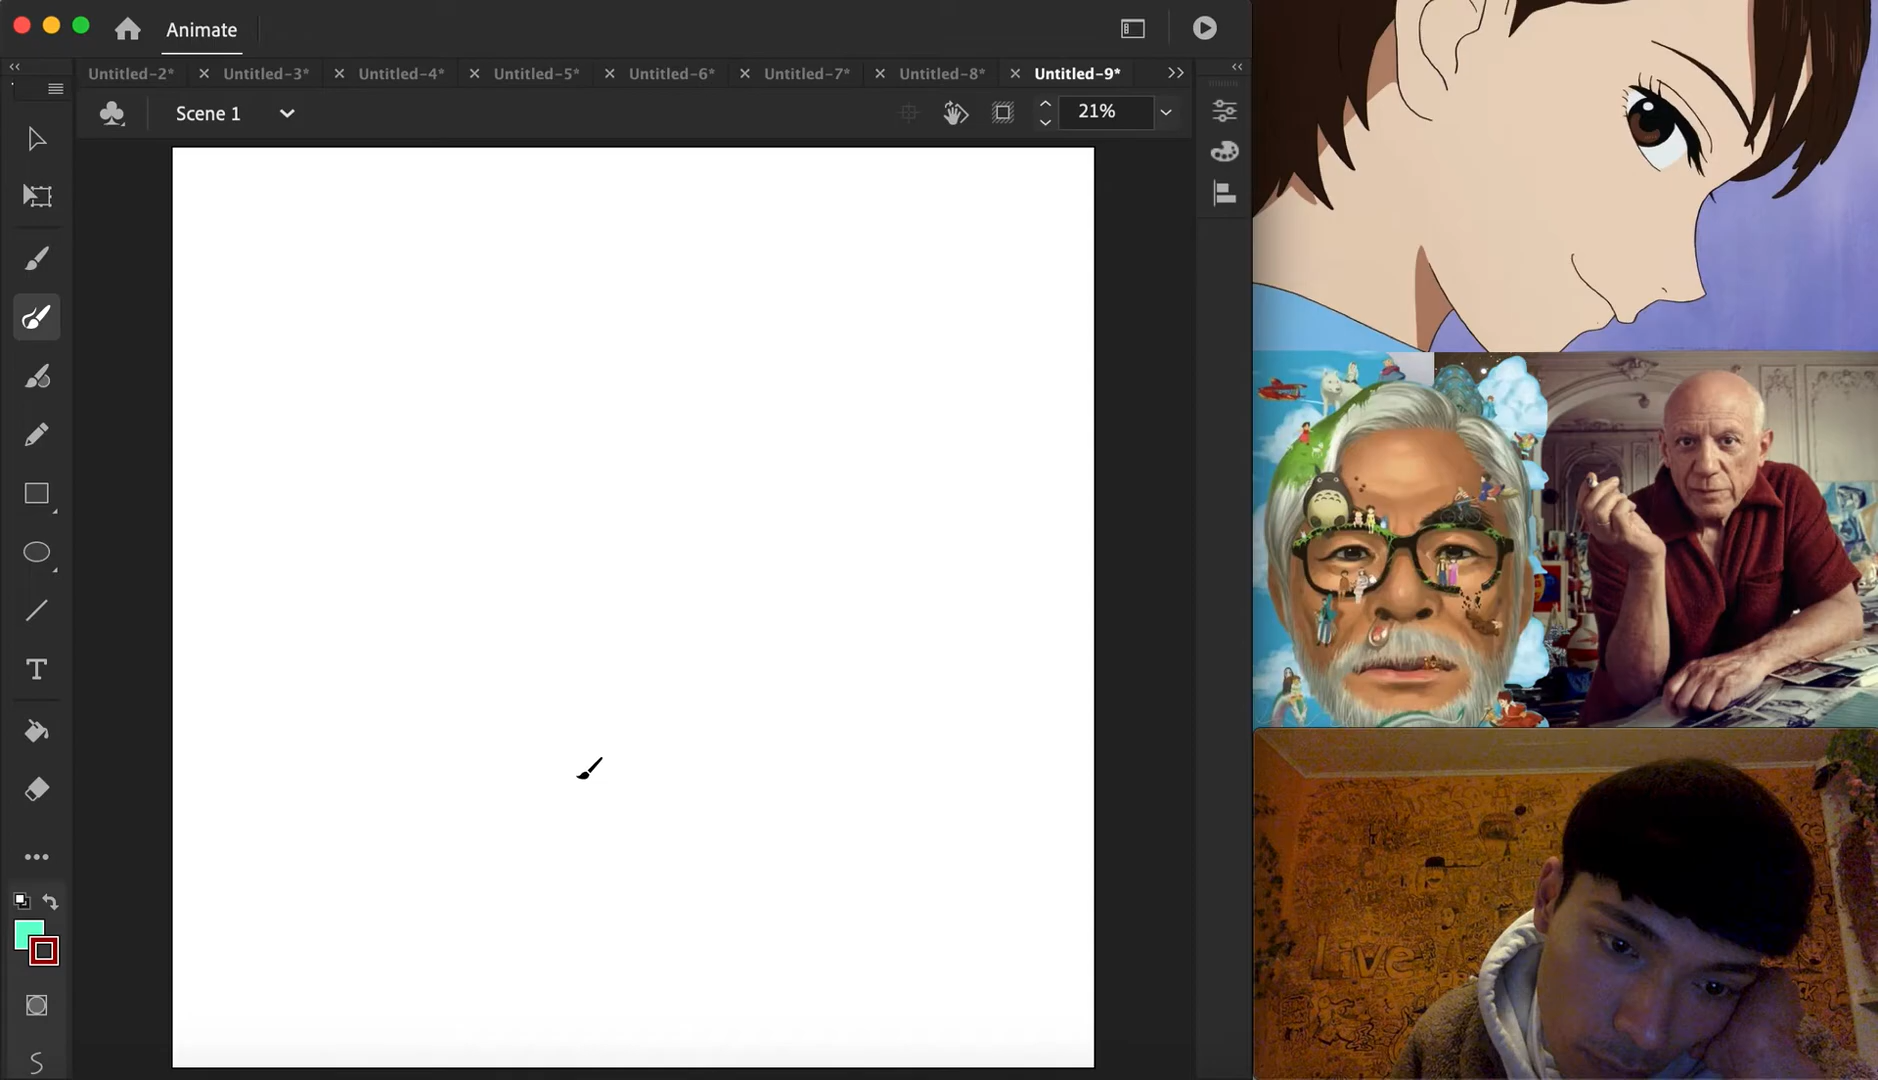 Animate
Untitled-2*
Untitled-3*
Untitled-4*
Untitled-5*
Untitled-6*
Untitled-7*
Untitled-8*
Untitled-9*
Scene 1
21%
T
Live